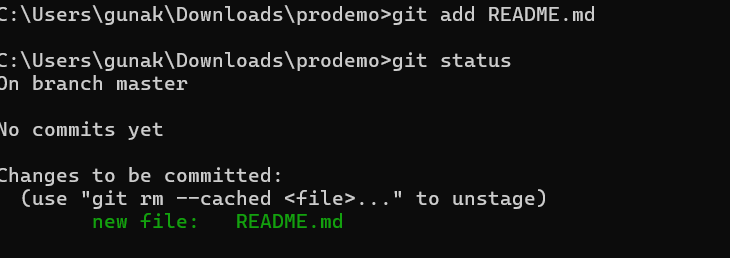 C:\Users\gunak\Downloads\prodemo>git add README.md
C:\Users\gunak\Downloads\prodemo>git status
On branch master
No commits yet
Changes to be committed:
  (use "git rm --cached <file>..." to unstage)
        new file:   README.md